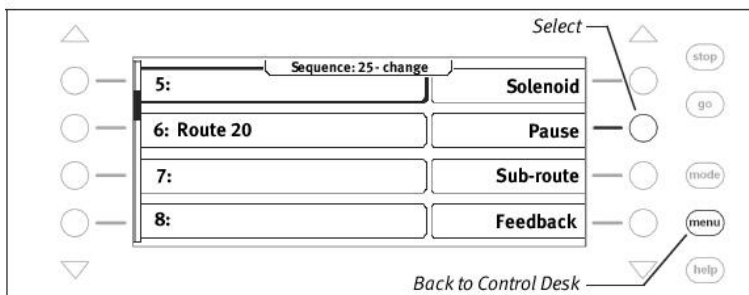 Select
Sequence: 25 - change
5:
Solenoid
6: Route 20
Pause
7:
Sub-route
8:
Feedback
stop
go
mode
menu
help
Back to Control Desk